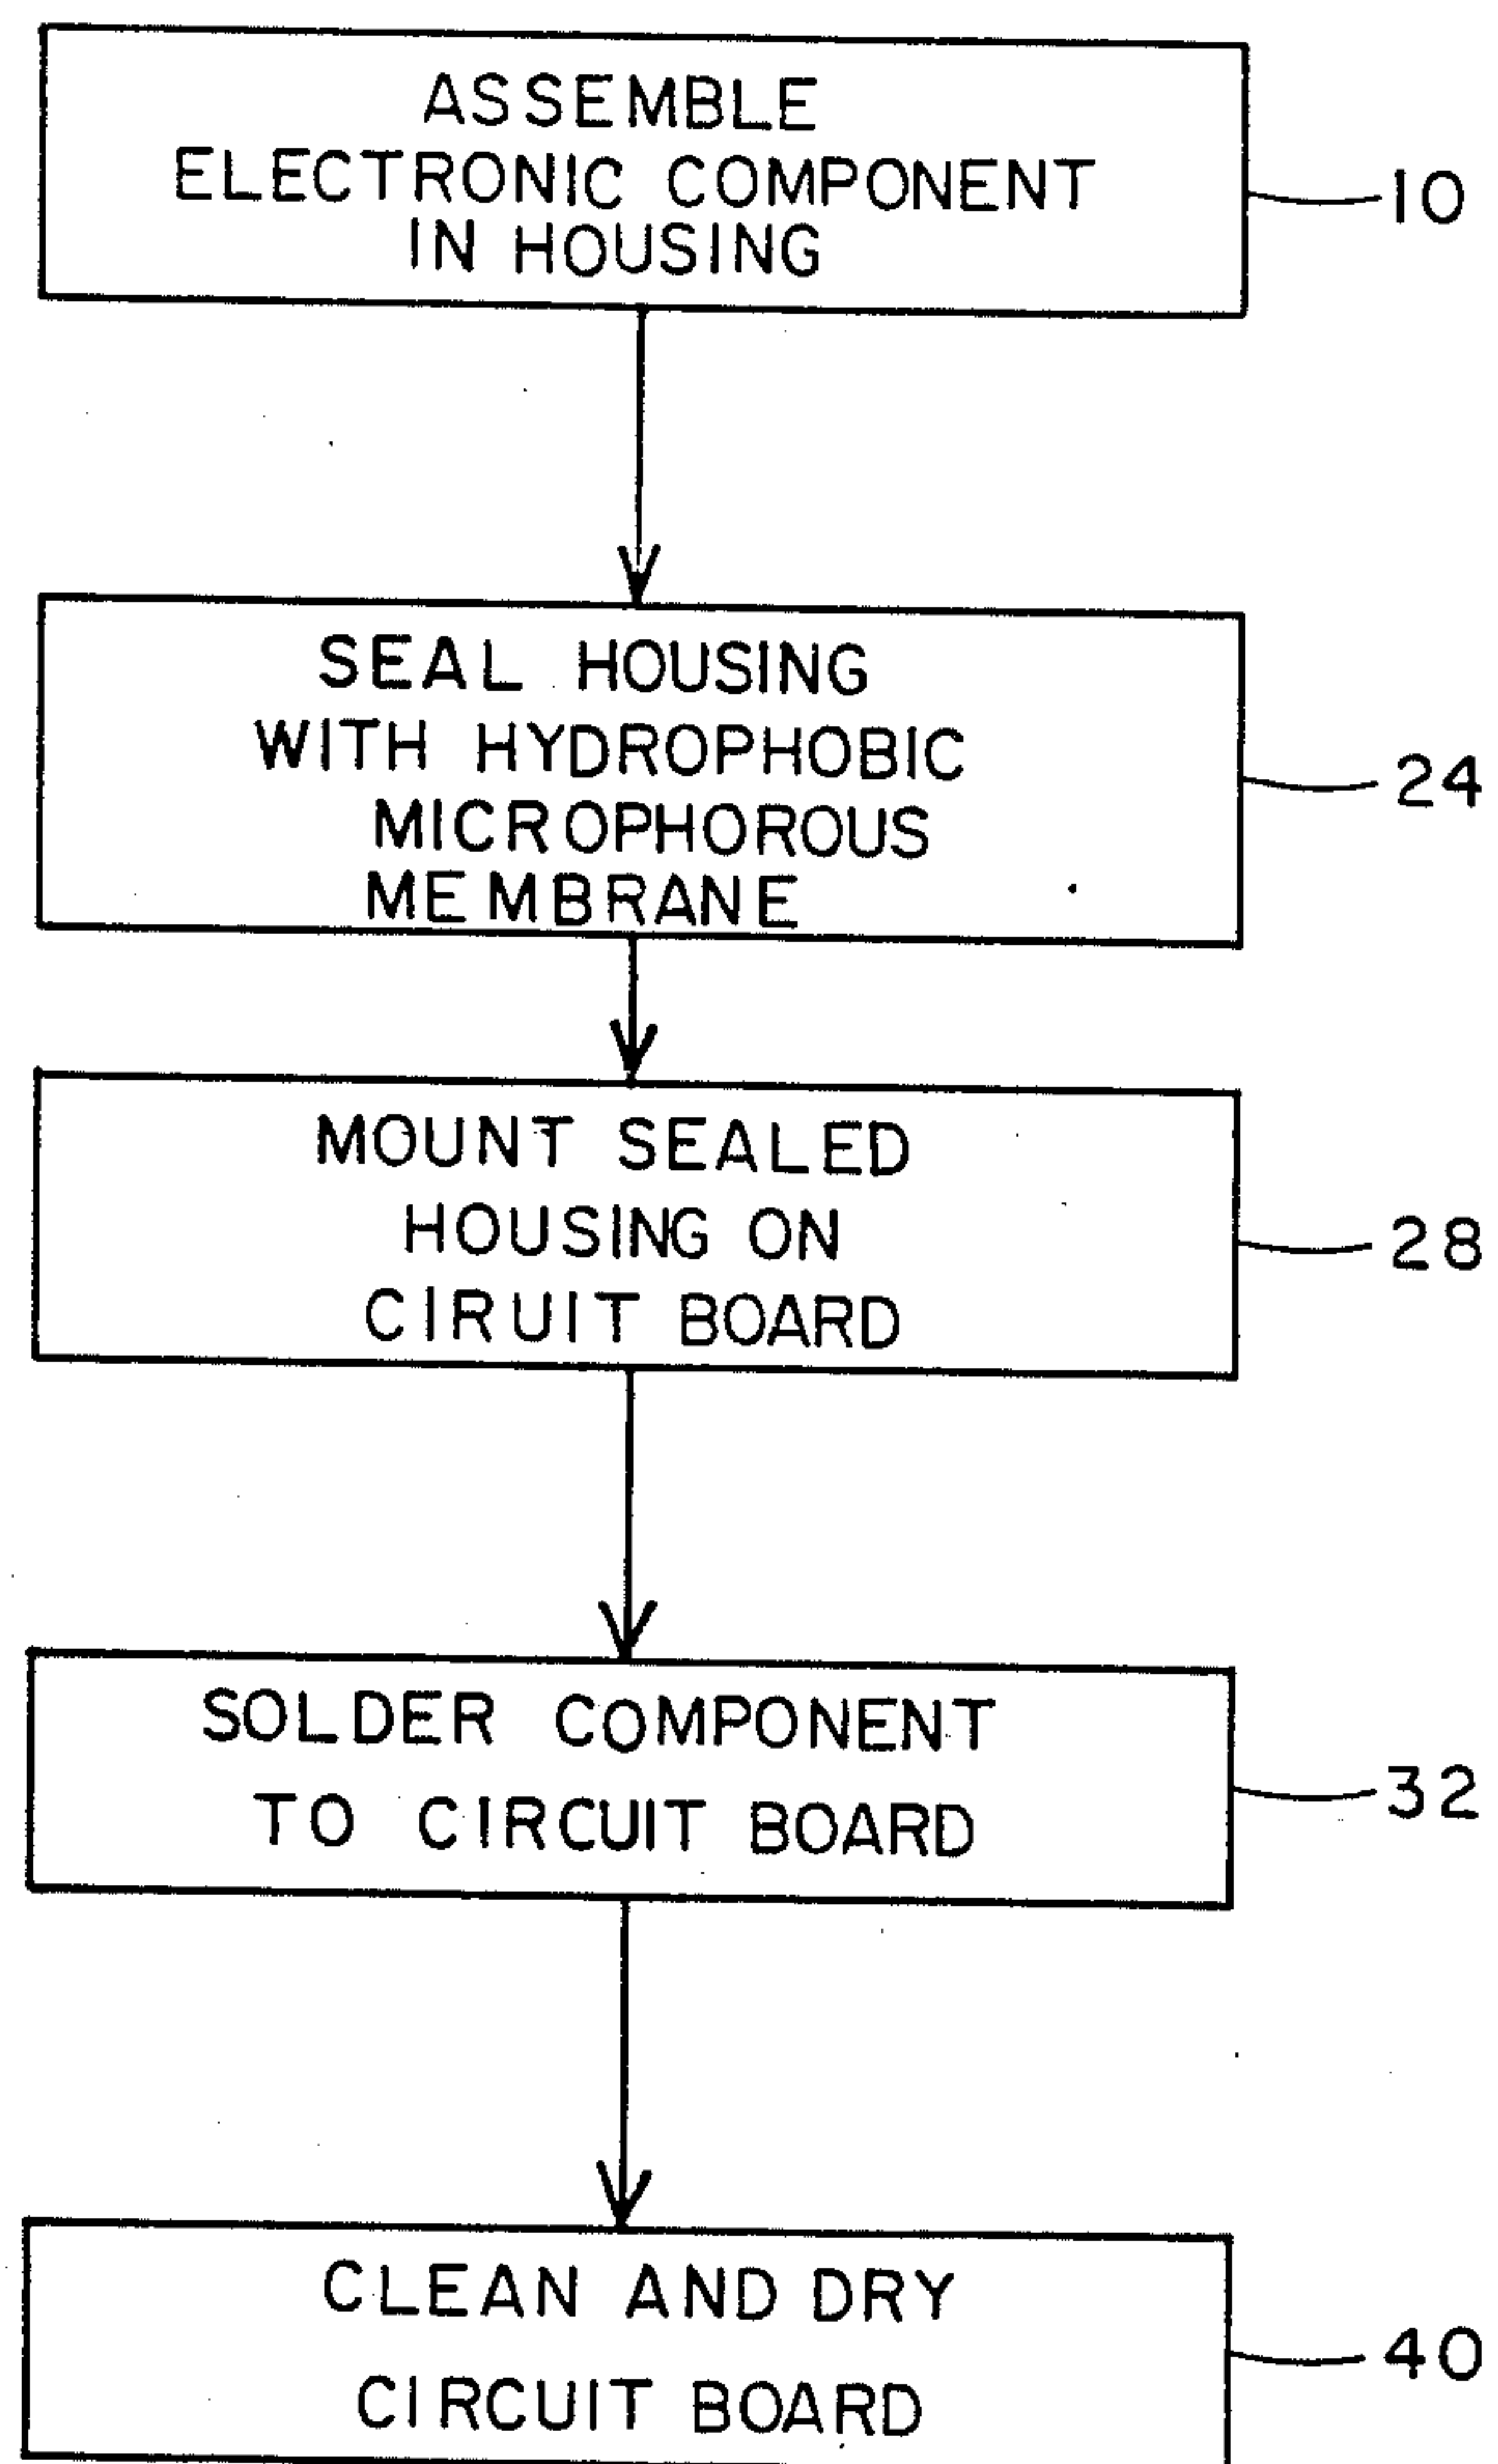 ASSEMBLE
ELECTRONIC COMPONENT
IN HOUSING
10
SEAL HOUSING
WITH HYDROPHOBIC
MICROPHOROUS
MEMBRANE
24
MOUNT SEALED
HOUSING ON
CIRUIT BOARD
28
SOLDER COMPONENT
TO CIRCUIT BOARD
32
CLEAN AND DRY
CIRCUIT BOARD
40